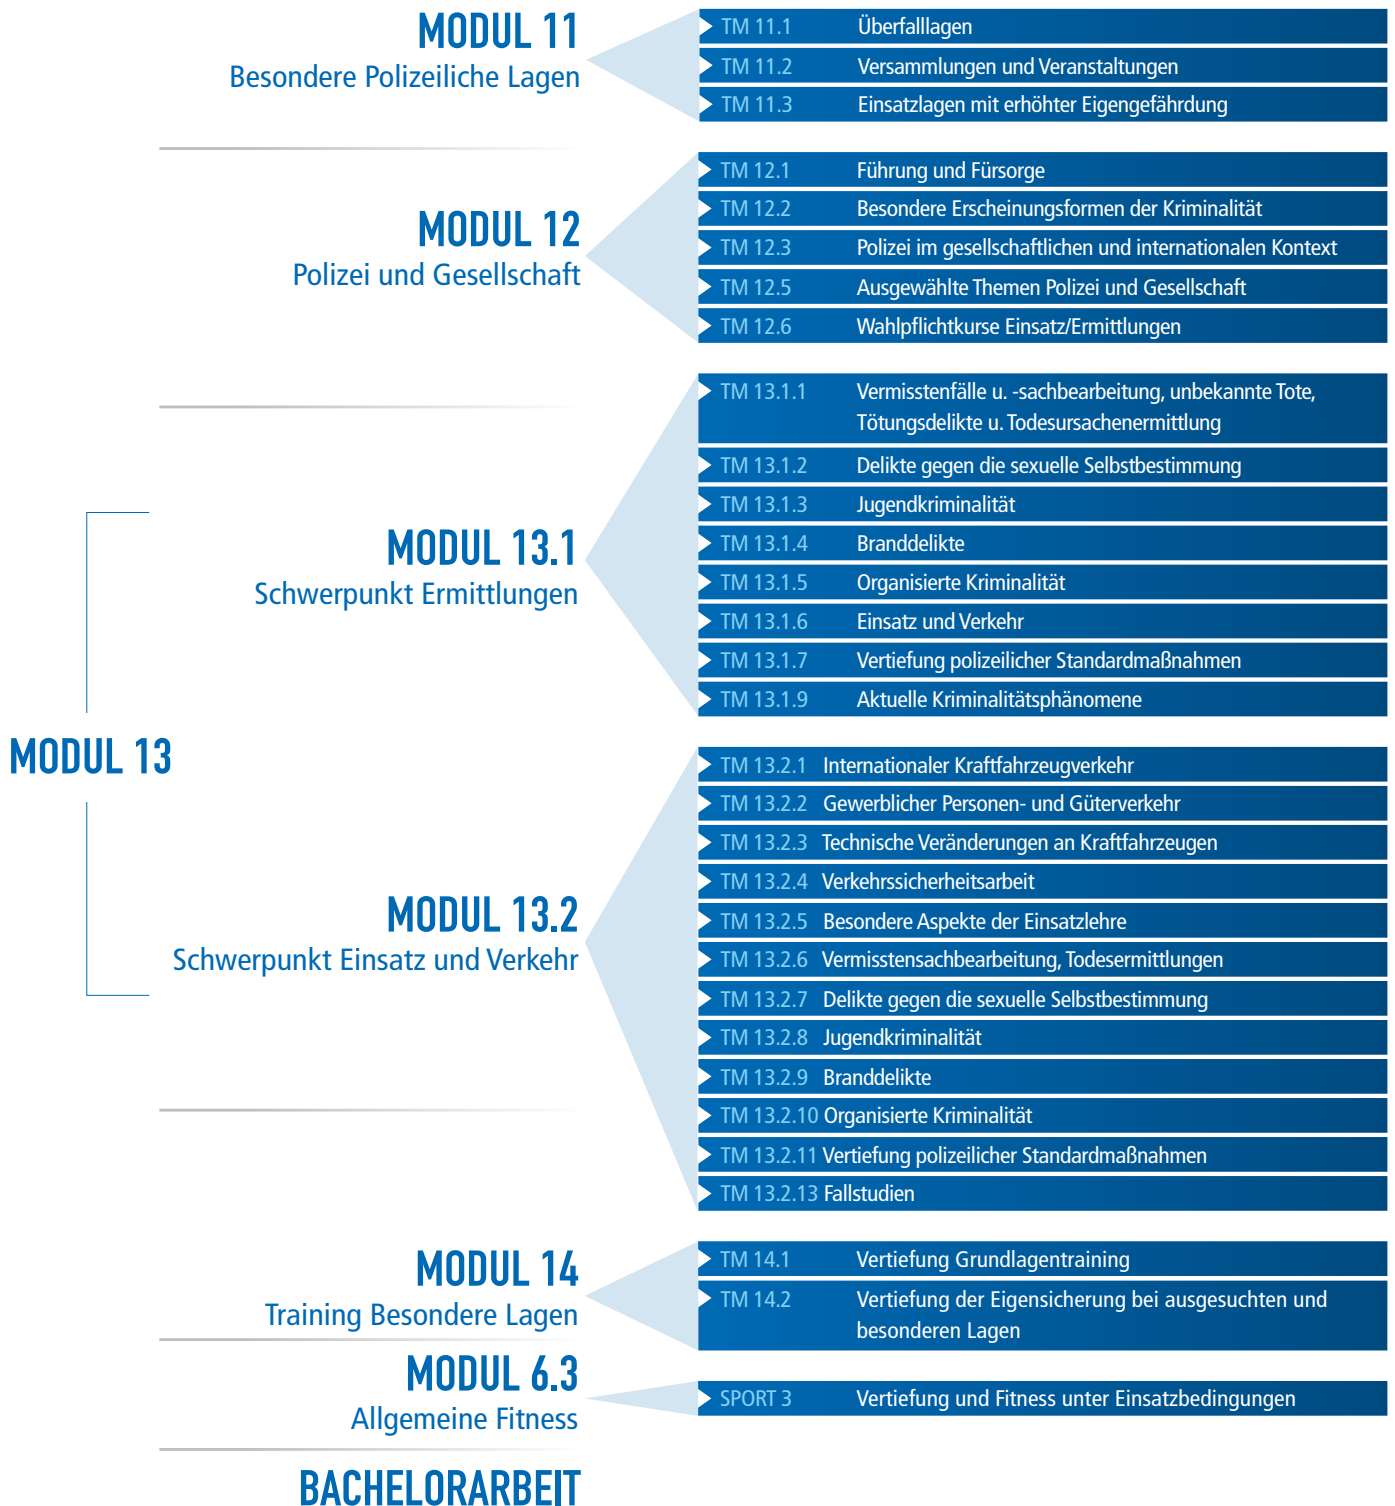 MODUL 11
Besondere Polizeiliche Lagen
TM 11.1 Überfalllagen
TM 11.2 Versammlungen und Veranstaltungen
TM 11.3 Einsatzlagen mit erhöhter Eigengefährdung
MODUL 12
Polizei und Gesellschaft
TM 12.1 Führung und Fürsorge
TM 12.2 Besondere Erscheinungsformen der Kriminalität
TM 12.3 Polizei im gesellschaftlichen und internationalen Kontext
TM 12.5 Ausgewählte Themen Polizei und Gesellschaft
TM 12.6 Wahlpflichtkurse Einsatz/Ermittlungen
MODUL 13
MODUL 13.1
Schwerpunkt Ermittlungen
TM 13.1.1 Vermisstenfälle u. -sachbearbeitung, unbekannte Tote,
Tötungsdelikte u. Todesursachenermittlung
TM 13.1.2 Delikte gegen die sexuelle Selbstbestimmung
TM 13.1.3 Jugendkriminalität
TM 13.1.4 Branddelikte
TM 13.1.5 Organisierte Kriminalität
TM 13.1.6 Einsatz und Verkehr
TM 13.1.7 Vertiefung polizeilicher Standardmaßnahmen
TM 13.1.9 Aktuelle Kriminalitätsphänomene
MODUL 13.2
Schwerpunkt Einsatz und Verkehr
TM 13.2.1 Internationaler Kraftfahrzeugverkehr
TM 13.2.2 Gewerblicher Personen- und Güterverkehr
TM 13.2.3 Technische Veränderungen an Kraftfahrzeugen
TM 13.2.4 Verkehrssicherheitsarbeit
TM 13.2.5 Besondere Aspekte der Einsatzlehre
TM 13.2.6 Vermisstensachbearbeitung, Todesermittlungen
TM 13.2.7 Delikte gegen die sexuelle Selbstbestimmung
TM 13.2.8 Jugendkriminalität
TM 13.2.9 Branddelikte
TM 13.2.10 Organisierte Kriminalität
TM 13.2.11 Vertiefung polizeilicher Standardmaßnahmen
TM 13.2.13 Fallstudien
MODUL 14
Training Besondere Lagen
TM 14.1 Vertiefung Grundlagentraining
TM 14.2 Vertiefung der Eigensicherung bei ausgesuchten und
besonderen Lagen
MODUL 6.3
Allgemeine Fitness
SPORT 3 Vertiefung und Fitness unter Einsatzbedingungen
BACHELORARBEIT